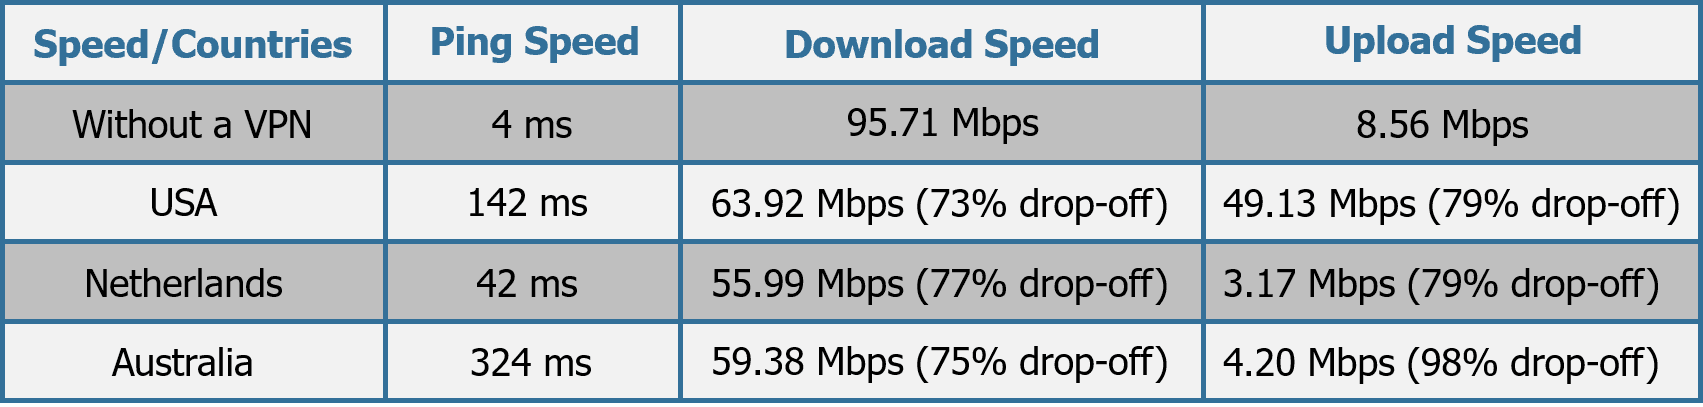 Speed/Countries Ping Speed Download Speed Upload Speed
Without a VPN 4 ms 95.71 Mbps 8.56 Mbps
USA 142 ms 63.92 Mbps (73% drop-off) 49.13 Mbps (79% drop-off)
Netherlands 42 ms 55.99 Mbps (77% drop-off) 3.17 Mbps (79% drop-off)
Australia 324 ms 59.38 Mbps (75% drop-off) 4.20 Mbps (98% drop-off)